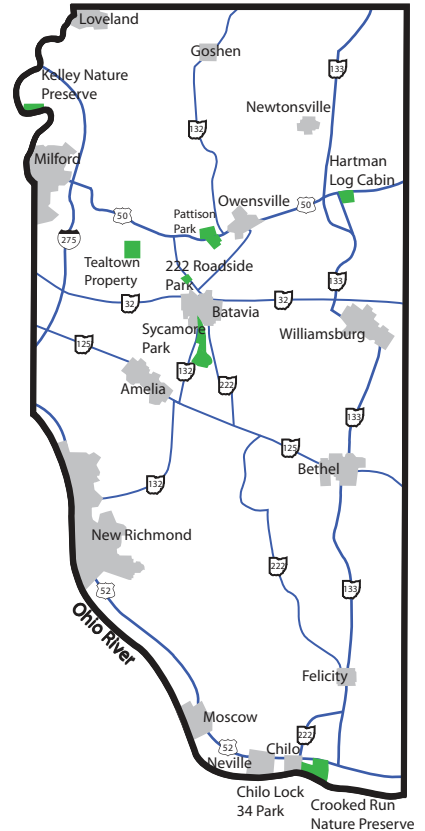 Loveland
Goshen
133
Kelley Nature
Preserve
Newtonsville
132
Milford
Hartman
Log Cabin
Owensville
50
50
Pattison
Park
275
Tealtown
Property
222 Roadside
Park
133
32
32
Batavia
Sycamore
Park
Williamsburg
125
132
222
Amelia
133
125
Bethel
132
New Richmond
222
133
52
Ohio River
Felicity
Moscow
222
52
Chilo
Neville
Chilo Lock
34 Park
Crooked Run
Nature Preserve